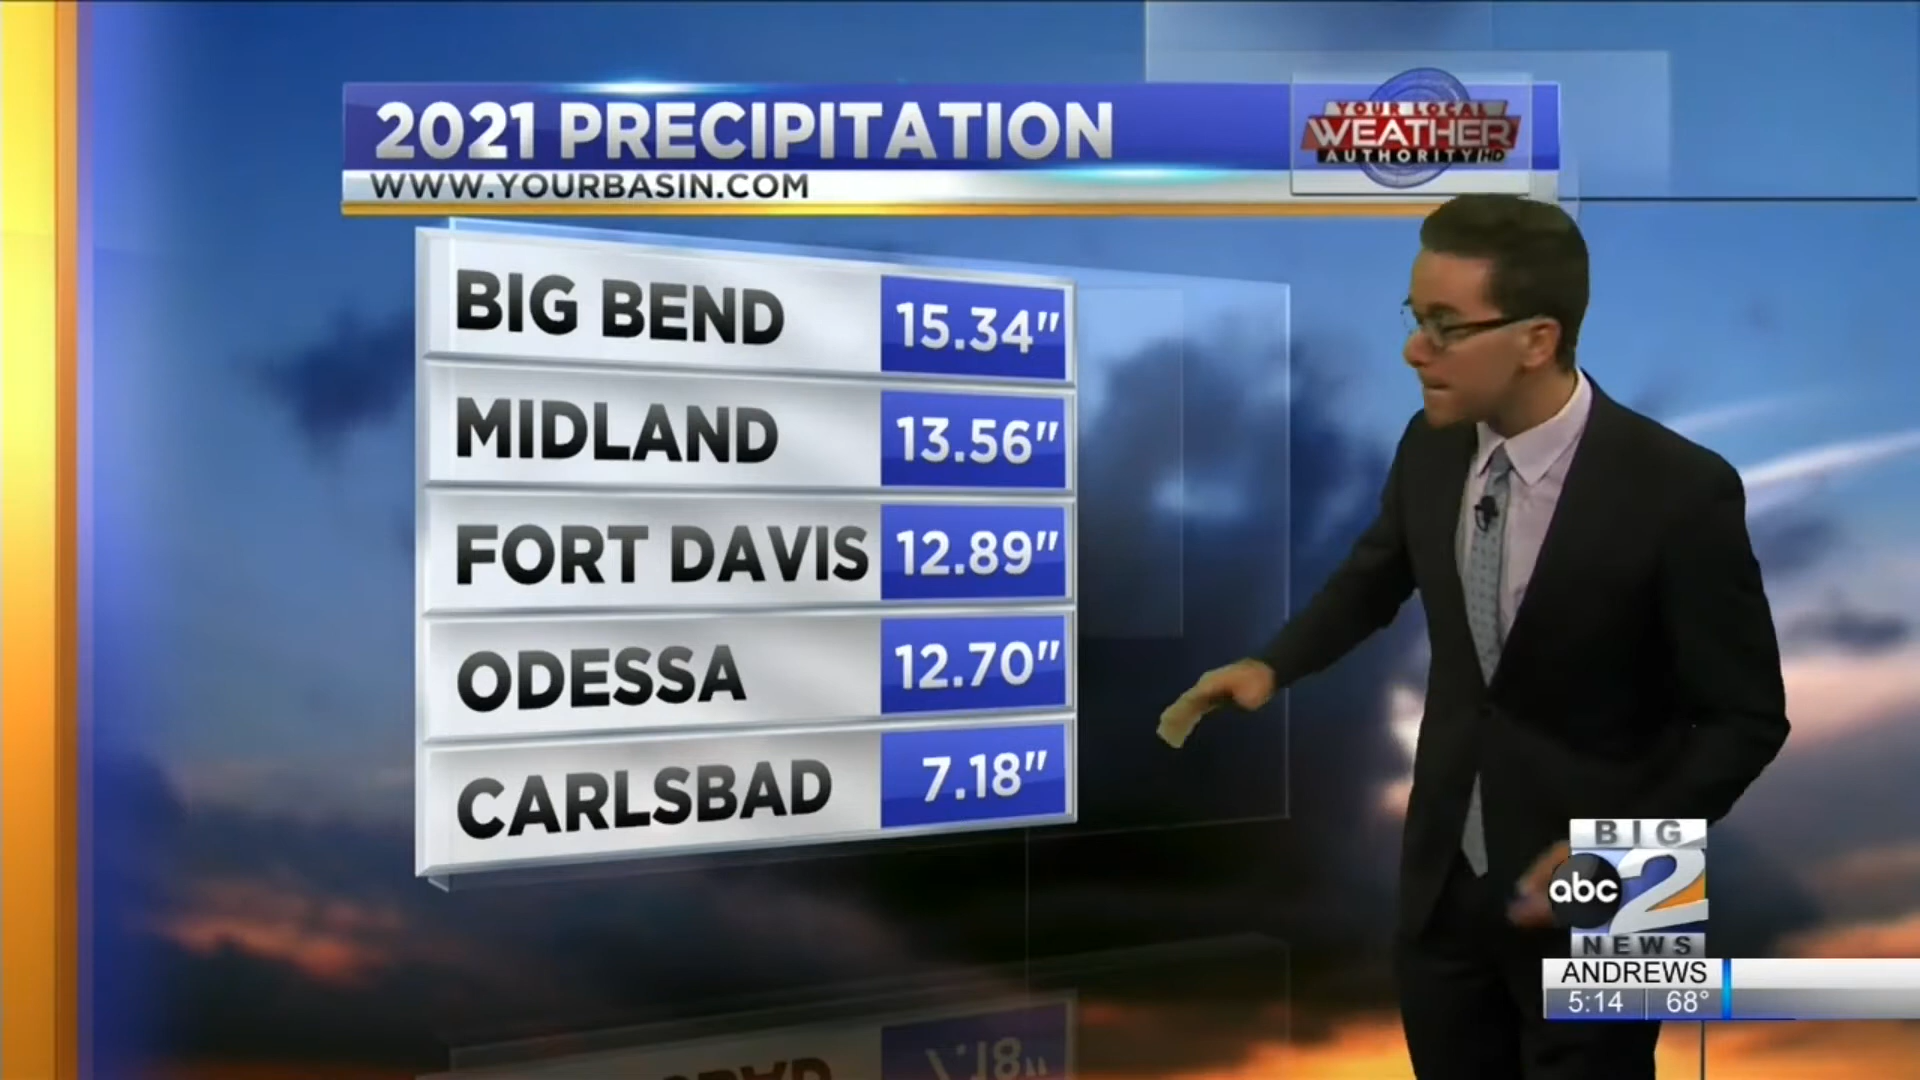 2021 PRECIPITATION
WWW.YOURBASIN.COM
YOUR LOCAL
WEATHER
AUTHORITY HD
BIG BEND 15.34"
MIDLAND 13.56"
FORT DAVIS 12.89"
ODESSA 12.70"
CARLSBAD 7.18"
BIG
abc 2
NEWS
ANDREWS
5:14 68°